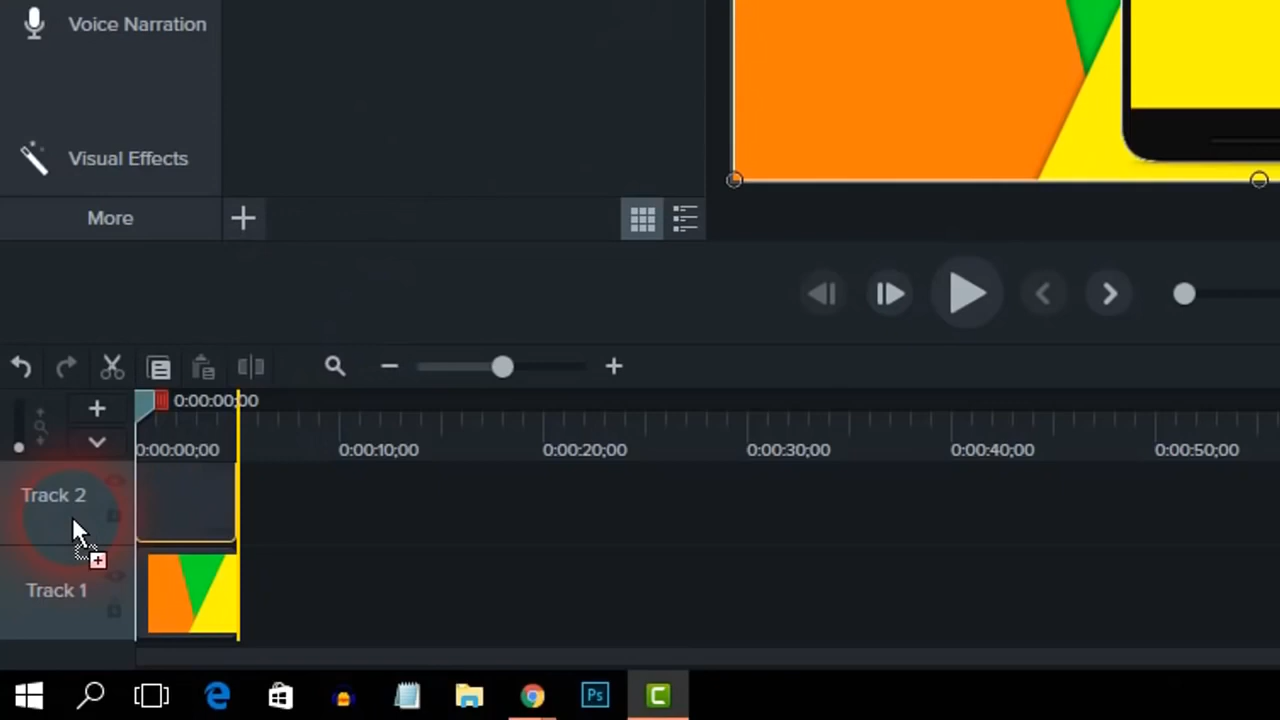 Voice Narration
Visual Effects
More
0:00:00;00
0:00:00;00 0:00:10;00 0:00:20;00 0:00:30;00 0:00:40;00 0:00:50;00
Track 2
Track 1
Ps